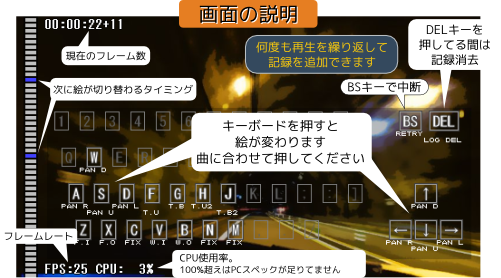 画面の説明
00:00:22+11
現在のフレーム数
何度も再生を繰り返して
記録を追加できます
DELキーを
押してる間は
記録消去
次に絵が切り替わるタイミング
BSキーで中断
1 2 3 4 5 6 7 8
BS DEL
RETRY LOG DEL
キーボードを押すと
絵が変わります
曲に合わせて押してください
Q W E
PAN D
A S D F G H J K L : ]
PAN R PAN L T.B T.U2
PAN U T.U T.B2
↑
PAN D
フレームレート
X C V B N M
F.I F.O FIX W.I W.O FIX FIX
← ↓ →
PAN R PAN L
PAN U
FPS:25 CPU: 3%
CPU使用率。
100%超えはPCスペックが足りてません